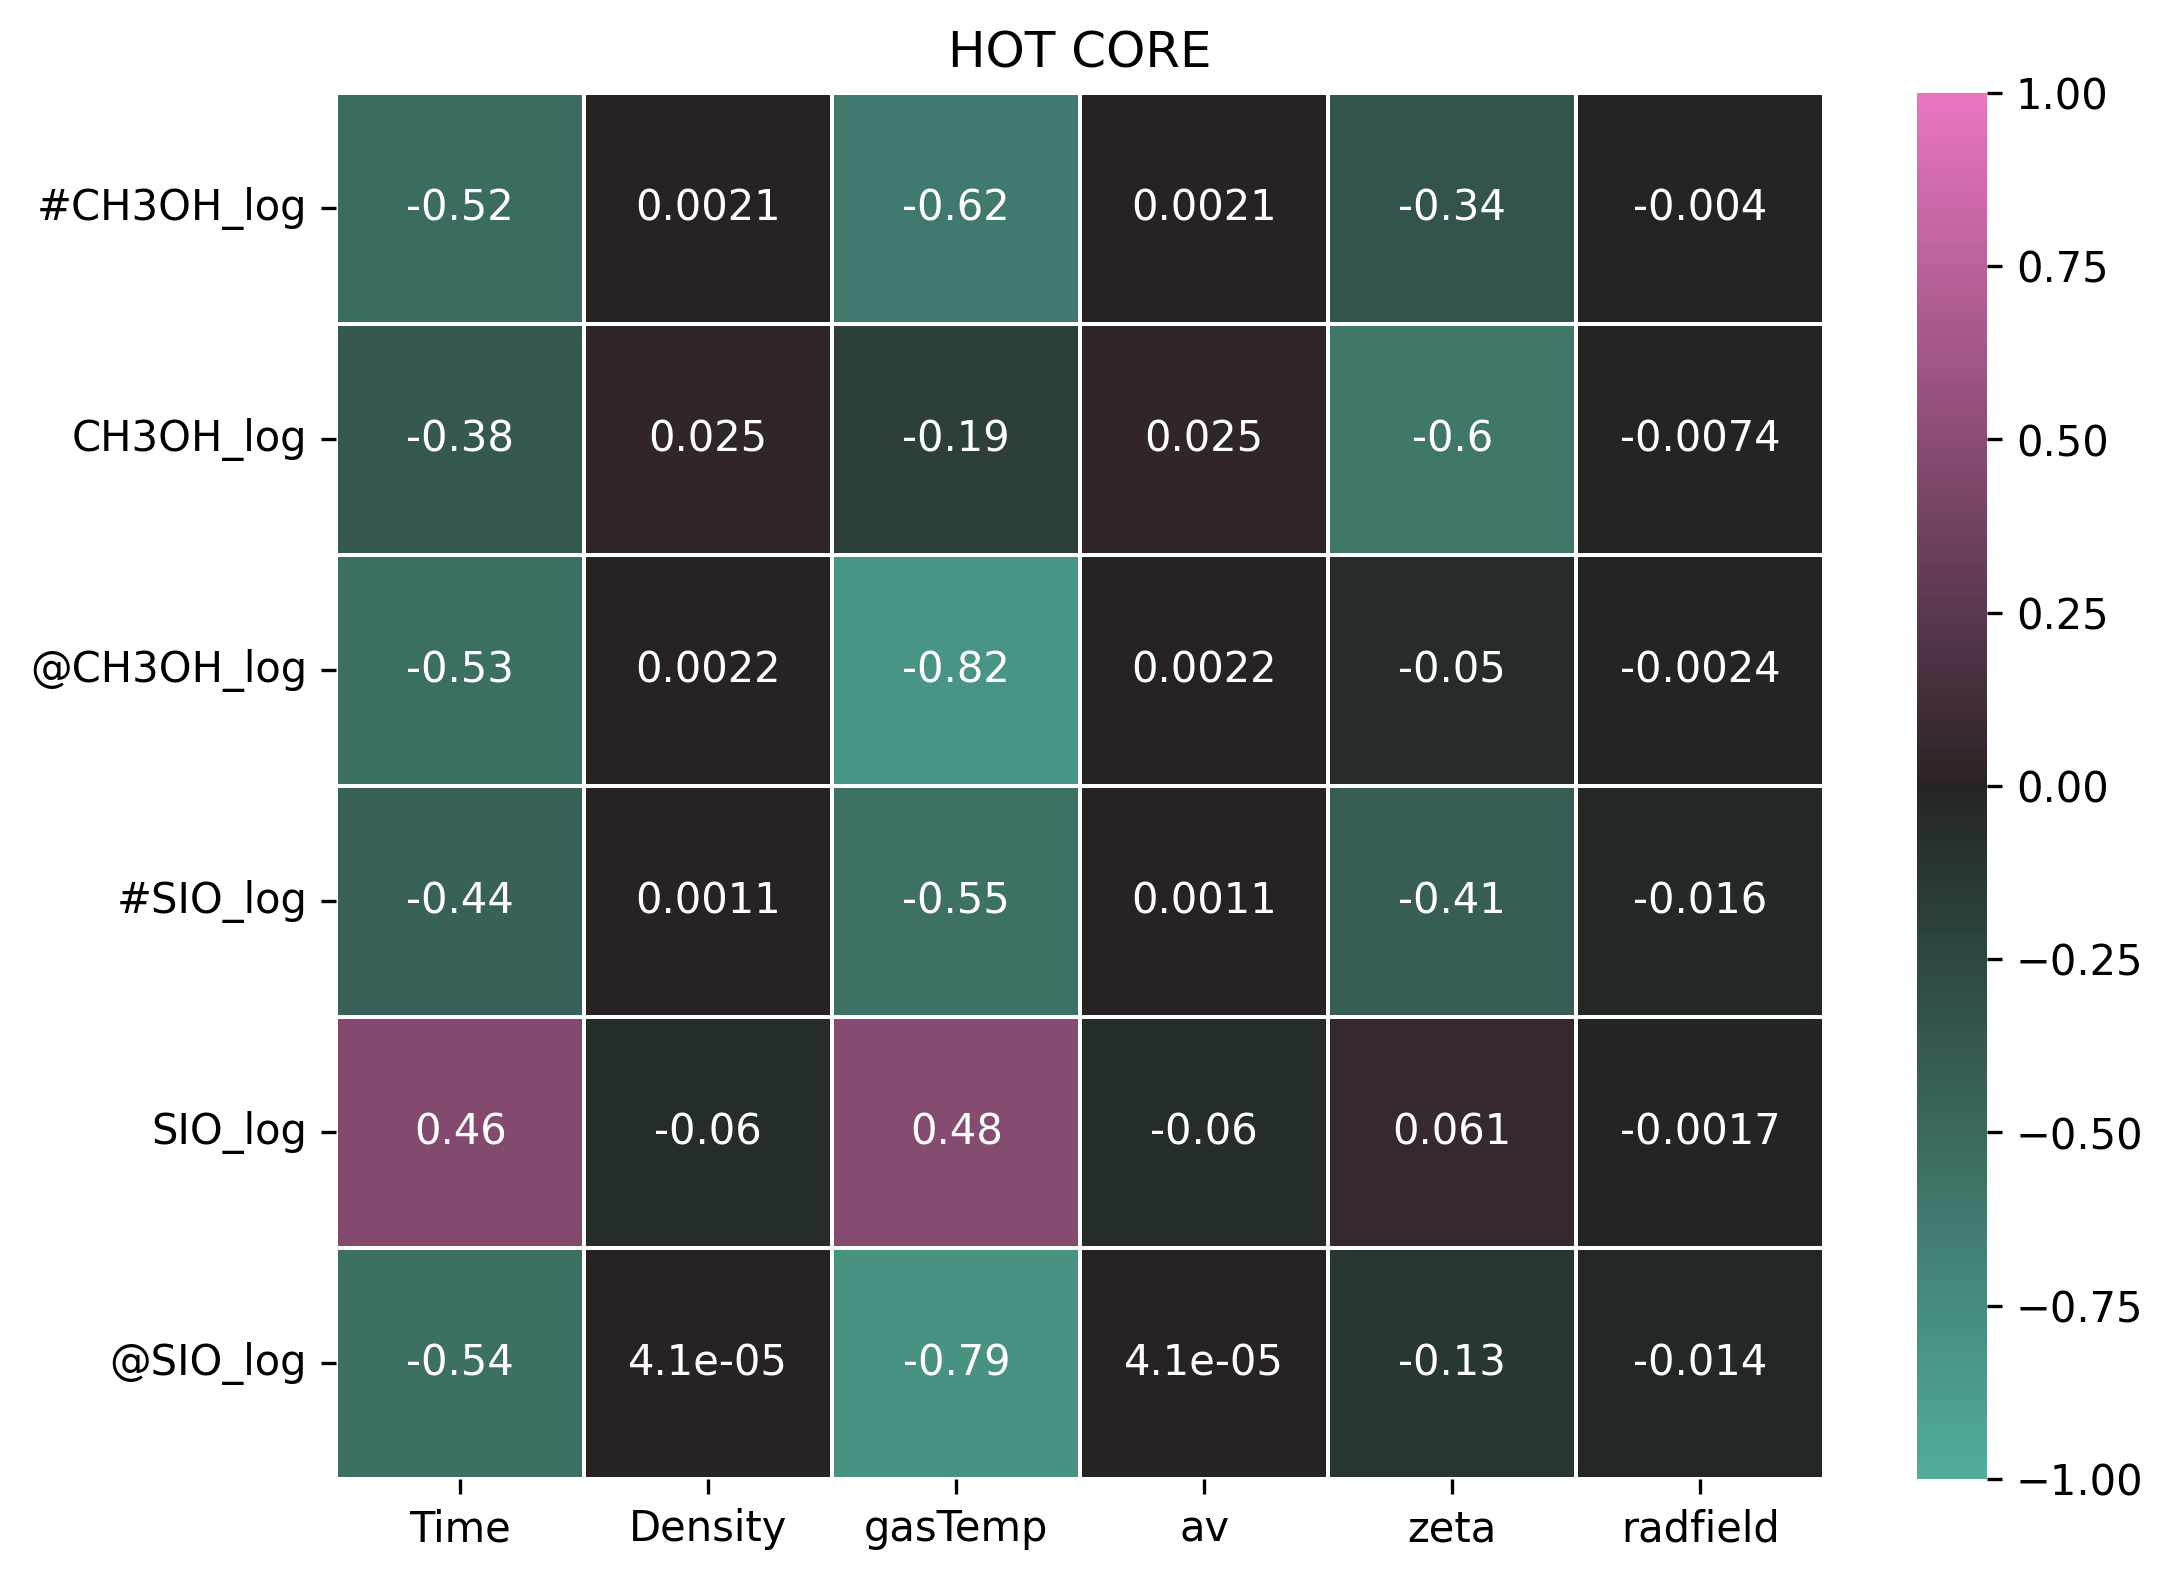 HOT CORE
#CH3OH_log -0.52 0.0021 -0.62 0.0021 -0.34 -0.004
CH3OH_log -0.38 0.025 -0.19 0.025 -0.6 -0.0074
@CH3OH_log -0.53 0.0022 -0.82 0.0022 -0.05 -0.0024
#SIO_log -0.44 0.0011 -0.55 0.0011 -0.41 -0.016
SIO_log 0.46 -0.06 0.48 -0.06 0.061 -0.0017
@SIO_log -0.54 4.1e-05 -0.79 4.1e-05 -0.13 -0.014
Time Density gasTemp av zeta radfield
1.00
0.75
0.50
0.25
0.00
−0.25
−0.50
−0.75
−1.00